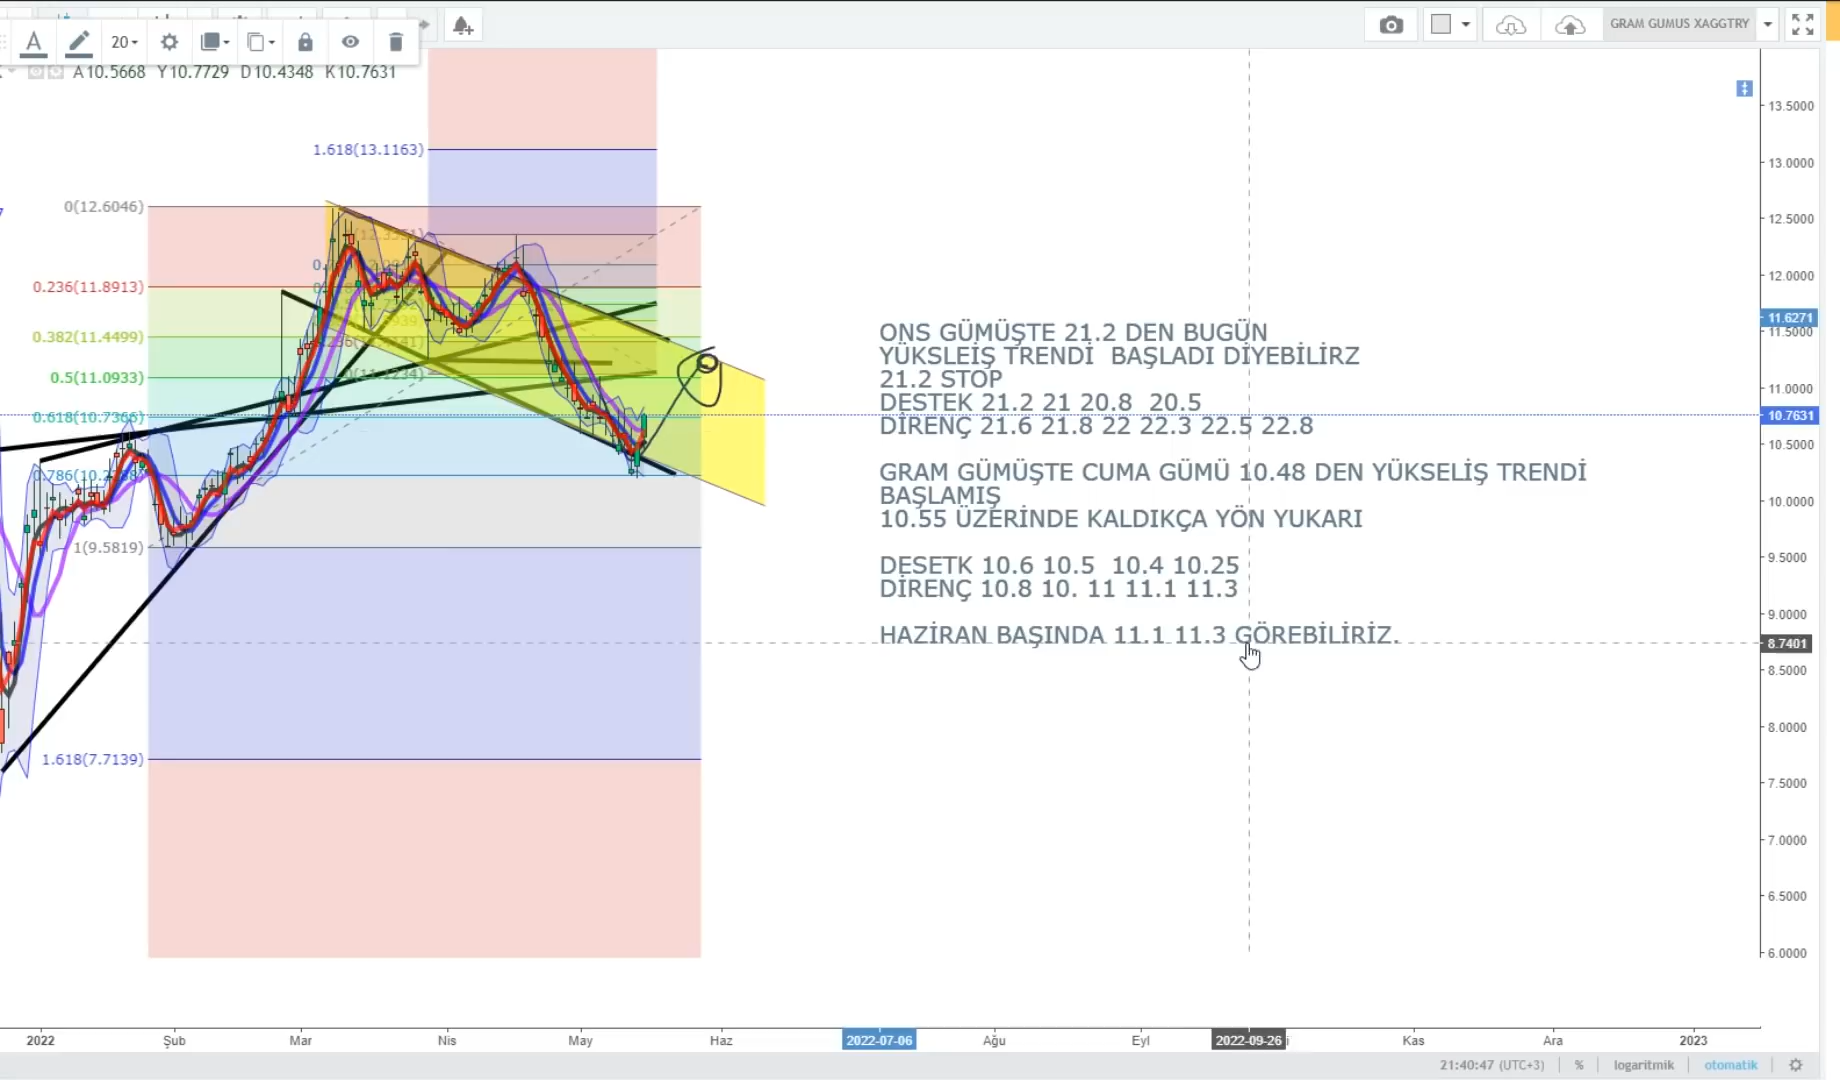 20
GRAM GUMUS XAGGTRY
A10.5668 Y10.7729 D10.4348 K10.7631
13.5000
1.618(13.1163)
13.0000
0(12.6046)
12.5000
12.0000
0.236(11.8913)
11.6271
11.5000
0.382(11.4499)
0.5(11.0933)
11.0000
0.618(10.7366)
10.7631
10.5000
10.0000
1(9.5819)
9.5000
9.0000
8.7401
8.5000
8.0000
1.618(7.7139)
7.5000
7.0000
6.5000
6.0000
ONS GÜMÜŞTE 21.2 DEN BUGÜN
YÜKSLEİŞ TRENDİ BAŞLADI DİYEBİLİRZ
21.2 STOP
DESTEK 21.2 21 20.8 20.5
DİRENÇ 21.6 21.8 22 22.3 22.5 22.8
GRAM GÜMÜŞTE CUMA GÜMÜ 10.48 DEN YÜKSELİŞ TRENDİ
BAŞLAMIŞ
10.55 ÜZERİNDE KALDIKÇA YÖN YUKARI
DESETK 10.6 10.5 10.4 10.25
DİRENÇ 10.8 10. 11 11.1 11.3
HAZİRAN BAŞINDA 11.1 11.3 GÖREBİLİRİZ.
2022 Şub Mar Nis May Haz 2022-07-06 Ağu Eyl 2022-09-26 Kas Ara 2023
21:40:47 (UTC+3) % logaritmik otomatik